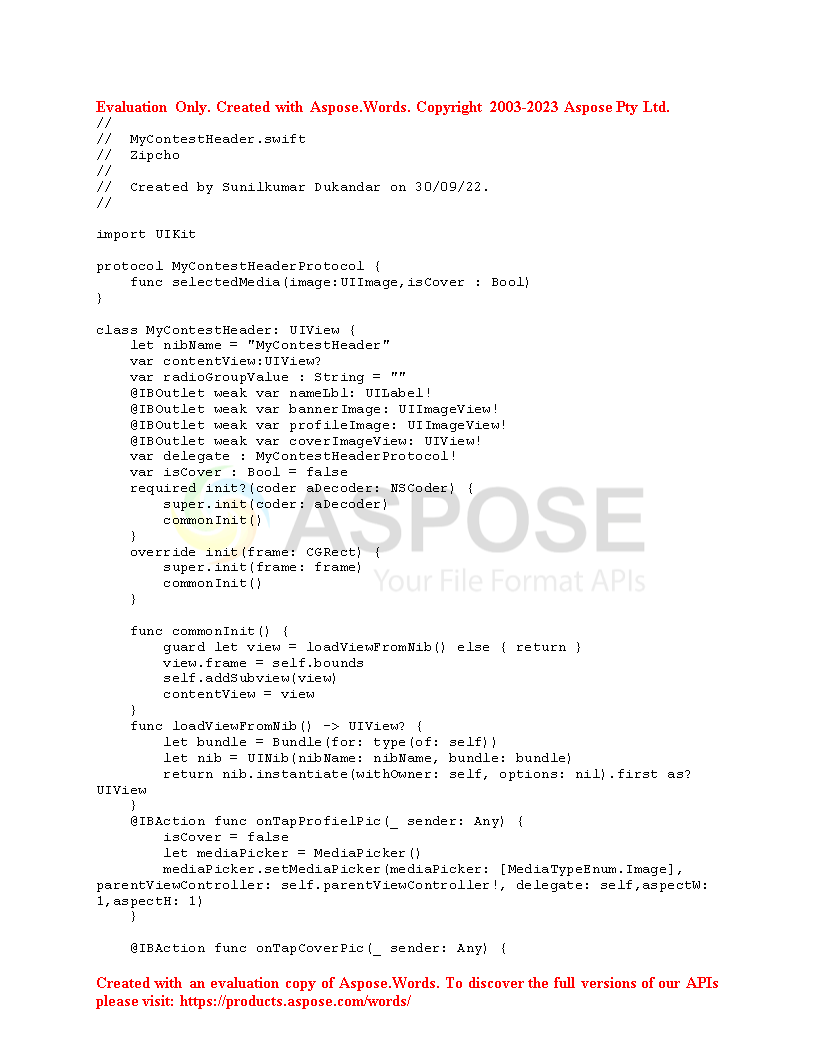 Evaluation Only. Created with Aspose.Words. Copyright 2003-2023 Aspose Pty Ltd.
//
//  MyContestHeader.swift
//  Zipcho
//
//  Created by Sunilkumar Dukandar on 30/09/22.
//

import UIKit

protocol MyContestHeaderProtocol {
    func selectedMedia(image:UIImage,isCover : Bool)
}

class MyContestHeader: UIView {
    let nibName = "MyContestHeader"
    var contentView:UIView?
    var radioGroupValue : String = ""
    @IBOutlet weak var nameLbl: UILabel!
    @IBOutlet weak var bannerImage: UIImageView!
    @IBOutlet weak var profileImage: UIImageView!
    @IBOutlet weak var coverImageView: UIView!
    var delegate : MyContestHeaderProtocol!
    var isCover : Bool = false
    required init?(coder aDecoder: NSCoder) {
        super.init(coder: aDecoder)
        commonInit()
    }
    override init(frame: CGRect) {
        super.init(frame: frame)
        commonInit()
    }

    func commonInit() {
        guard let view = loadViewFromNib() else { return }
        view.frame = self.bounds
        self.addSubview(view)
        contentView = view
    }
    func loadViewFromNib() -> UIView? {
        let bundle = Bundle(for: type(of: self))
        let nib = UINib(nibName: nibName, bundle: bundle)
        return nib.instantiate(withOwner: self, options: nil).first as?
UIView
    }
    @IBAction func onTapProfielPic(_ sender: Any) {
        isCover = false
        let mediaPicker = MediaPicker()
        mediaPicker.setMediaPicker(mediaPicker: [MediaTypeEnum.Image],
parentViewController: self.parentViewController!, delegate: self,aspectW:
1,aspectH: 1)
    }

    @IBAction func onTapCoverPic(_ sender: Any) {
ASPOSE
Your File Format APIs
Created with an evaluation copy of Aspose.Words. To discover the full versions of our APIs
please visit: https://products.aspose.com/words/